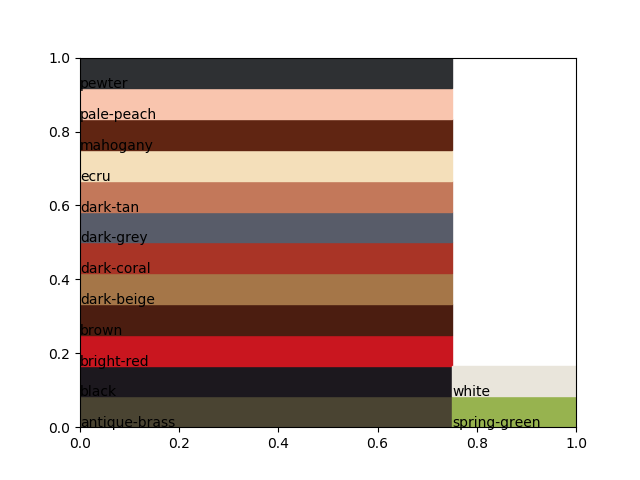 1.0
pewter
pale-peach
0.8
mahogany
ecru
0.6
dark-tan
dark-grey
0.4
dark-coral
dark-beige
brown
0.2
bright-red
black white
0.0
antique-brass spring-green
0.0 0.2 0.4 0.6 0.8 1.0